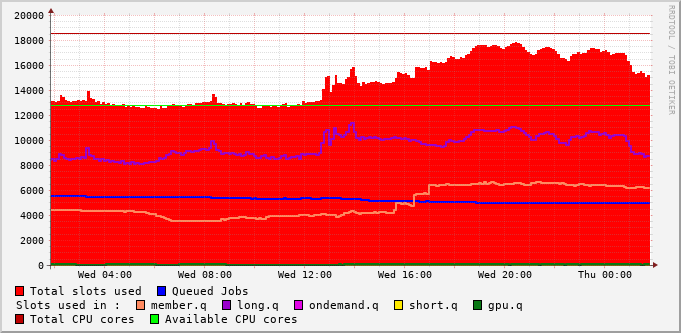 20000
18000
16000
14000
12000
10000
8000
6000
4000
2000
0
Wed 04:00 Wed 08:00 Wed 12:00 Wed 16:00 Wed 20:00 Thu 00:00
RRDTOOL / TOBI OETIKER
Total slots used Queued Jobs
Slots used in : member.q long.q ondemand.q short.q gpu.q
Total CPU cores Available CPU cores